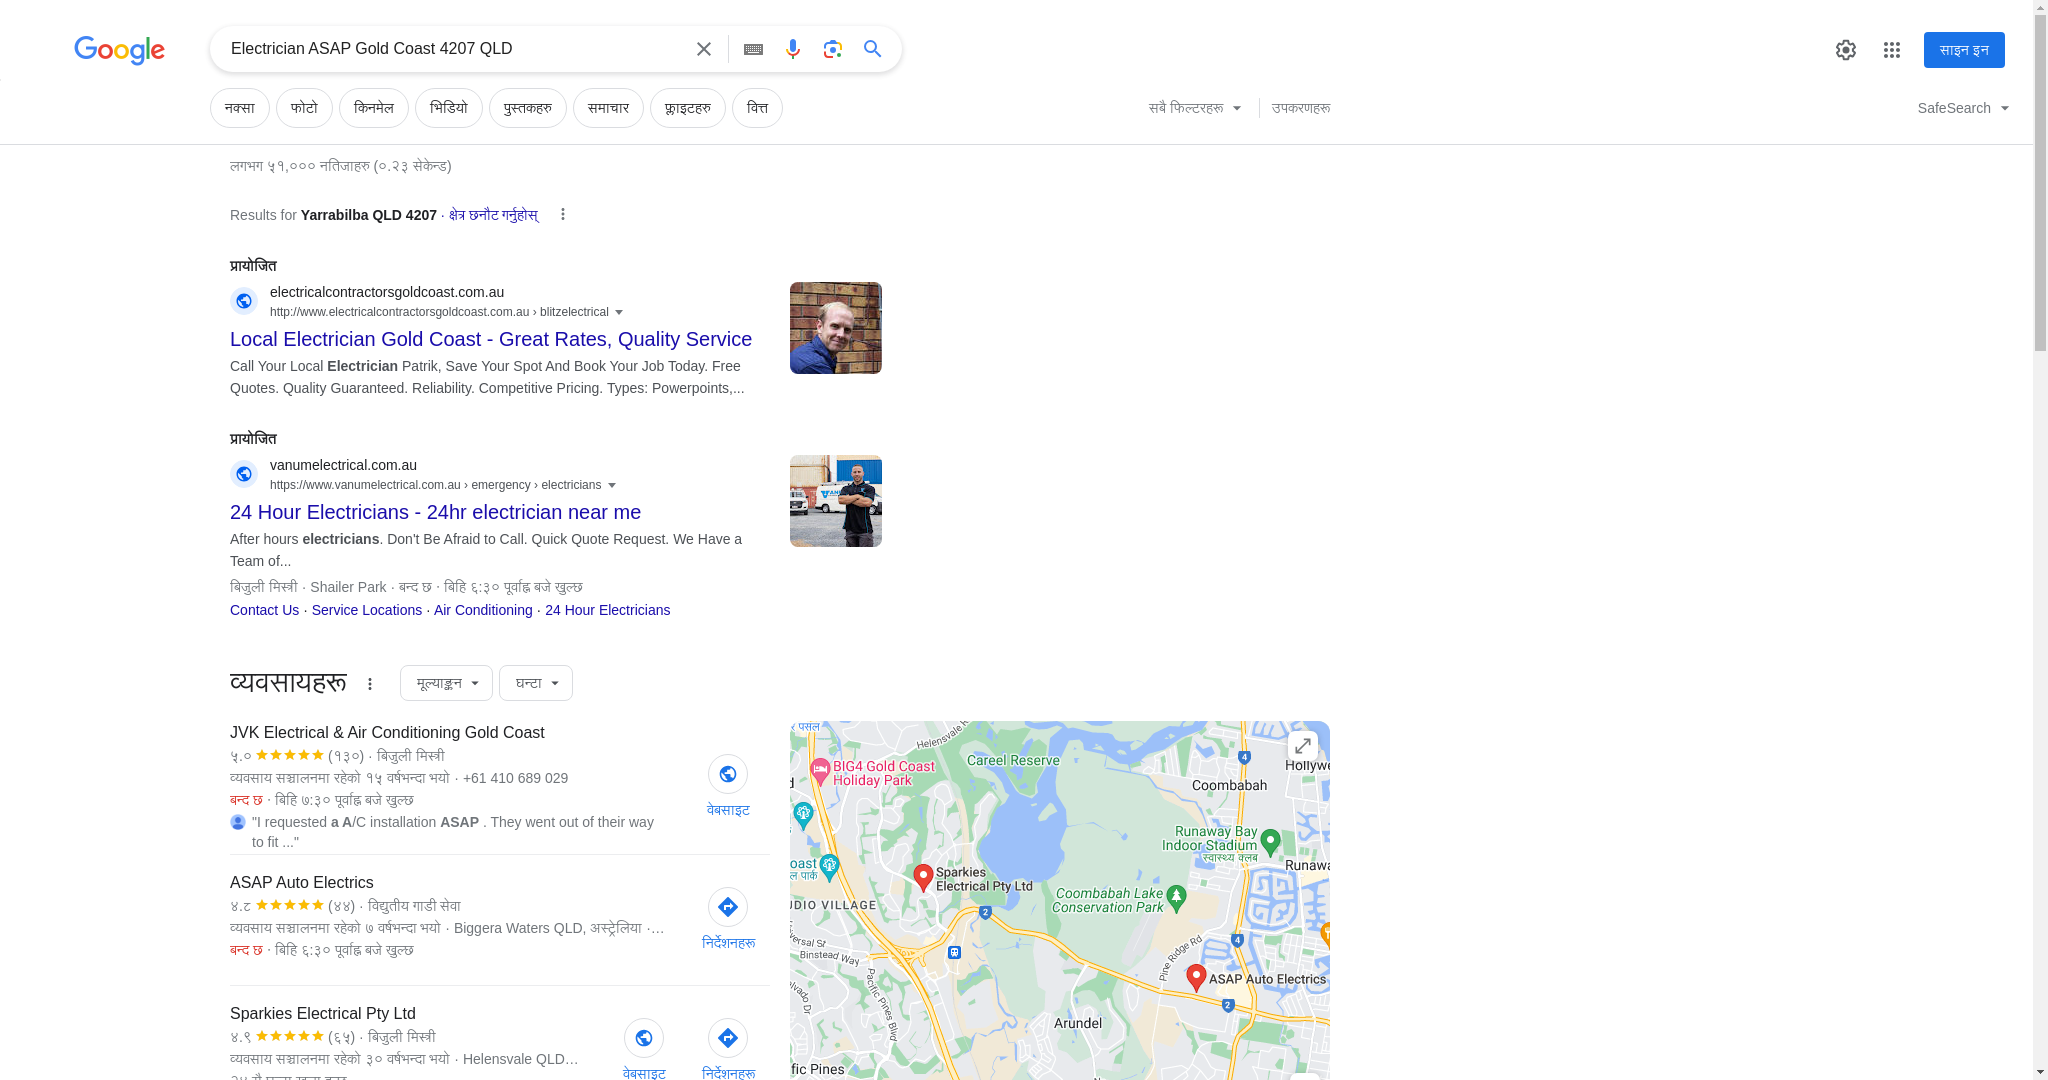 Google
Electrician ASAP Gold Coast 4207 QLD
साइन इन
नक्सा
फोटो
किनमेल
भिडियो
पुस्तकहरु
समाचार
फ्लाइटहरु
वित्त
सबै फिल्टरहरू
उपकरणहरू
SafeSearch
लगभग ५१,००० नतिजाहरु (०.२३ सेकेन्ड)
Results for Yarrabilba QLD 4207 · क्षेत्र छनौट गर्नुहोस्
प्रायोजित
electricalcontractorsgoldcoast.com.au
http://www.electricalcontractorsgoldcoast.com.au › blitzelectrical
Local Electrician Gold Coast - Great Rates, Quality Service
Call Your Local Electrician Patrik, Save Your Spot And Book Your Job Today. Free
Quotes. Quality Guaranteed. Reliability. Competitive Pricing. Types: Powerpoints,...
प्रायोजित
vanumelectrical.com.au
https://www.vanumelectrical.com.au › emergency › electricians
24 Hour Electricians - 24hr electrician near me
After hours electricians. Don't Be Afraid to Call. Quick Quote Request. We Have a
Team of...
बिजुली मिस्त्री · Shailer Park · बन्द छ · बिहि ६:३० पूर्वाह्न बजे खुल्छ
Contact Us · Service Locations · Air Conditioning · 24 Hour Electricians
व्यवसायहरू
मूल्याङ्कन
घन्टा
JVK Electrical & Air Conditioning Gold Coast
५.० (१३०) · बिजुली मिस्त्री
व्यवसाय सञ्चालनमा रहेको १५ वर्षभन्दा भयो · +61 410 689 029
बन्द छ · बिहि ७:३० पूर्वाह्न बजे खुल्छ
"I requested a A/C installation ASAP . They went out of their way
to fit ..."
वेबसाइट
ASAP Auto Electrics
४.८ (४४) · विद्युतीय गाडी सेवा
व्यवसाय सञ्चालनमा रहेको ७ वर्षभन्दा भयो · Biggera Waters QLD, अस्ट्रेलिया ·…
बन्द छ · बिहि ६:३० पूर्वाह्न बजे खुल्छ
निर्देशनहरू
Sparkies Electrical Pty Ltd
४.९ (६५) · बिजुली मिस्त्री
व्यवसाय सञ्चालनमा रहेको ३० वर्षभन्दा भयो · Helensvale QLD…
वेबसाइट
निर्देशनहरू
र पसल
Helensvale R
Careel Reserve
4
Hollywe
BIG4 Gold Coast
Holiday Park
d
Coombabah
Runaway Bay
Indoor Stadium
स्वास्थ्य क्लब
oast
ल पार्क
Runawa
Sparkies
Electrical Pty Ltd
Coombabah Lake
Conservation Park
UDIO VILLAGE
2
4
versal St
Binstead Way
Pine Ridge Rd
ASAP Auto Electrics
Pacific Pines Blvd
alvado Dr
2
Arundel
fic Pines